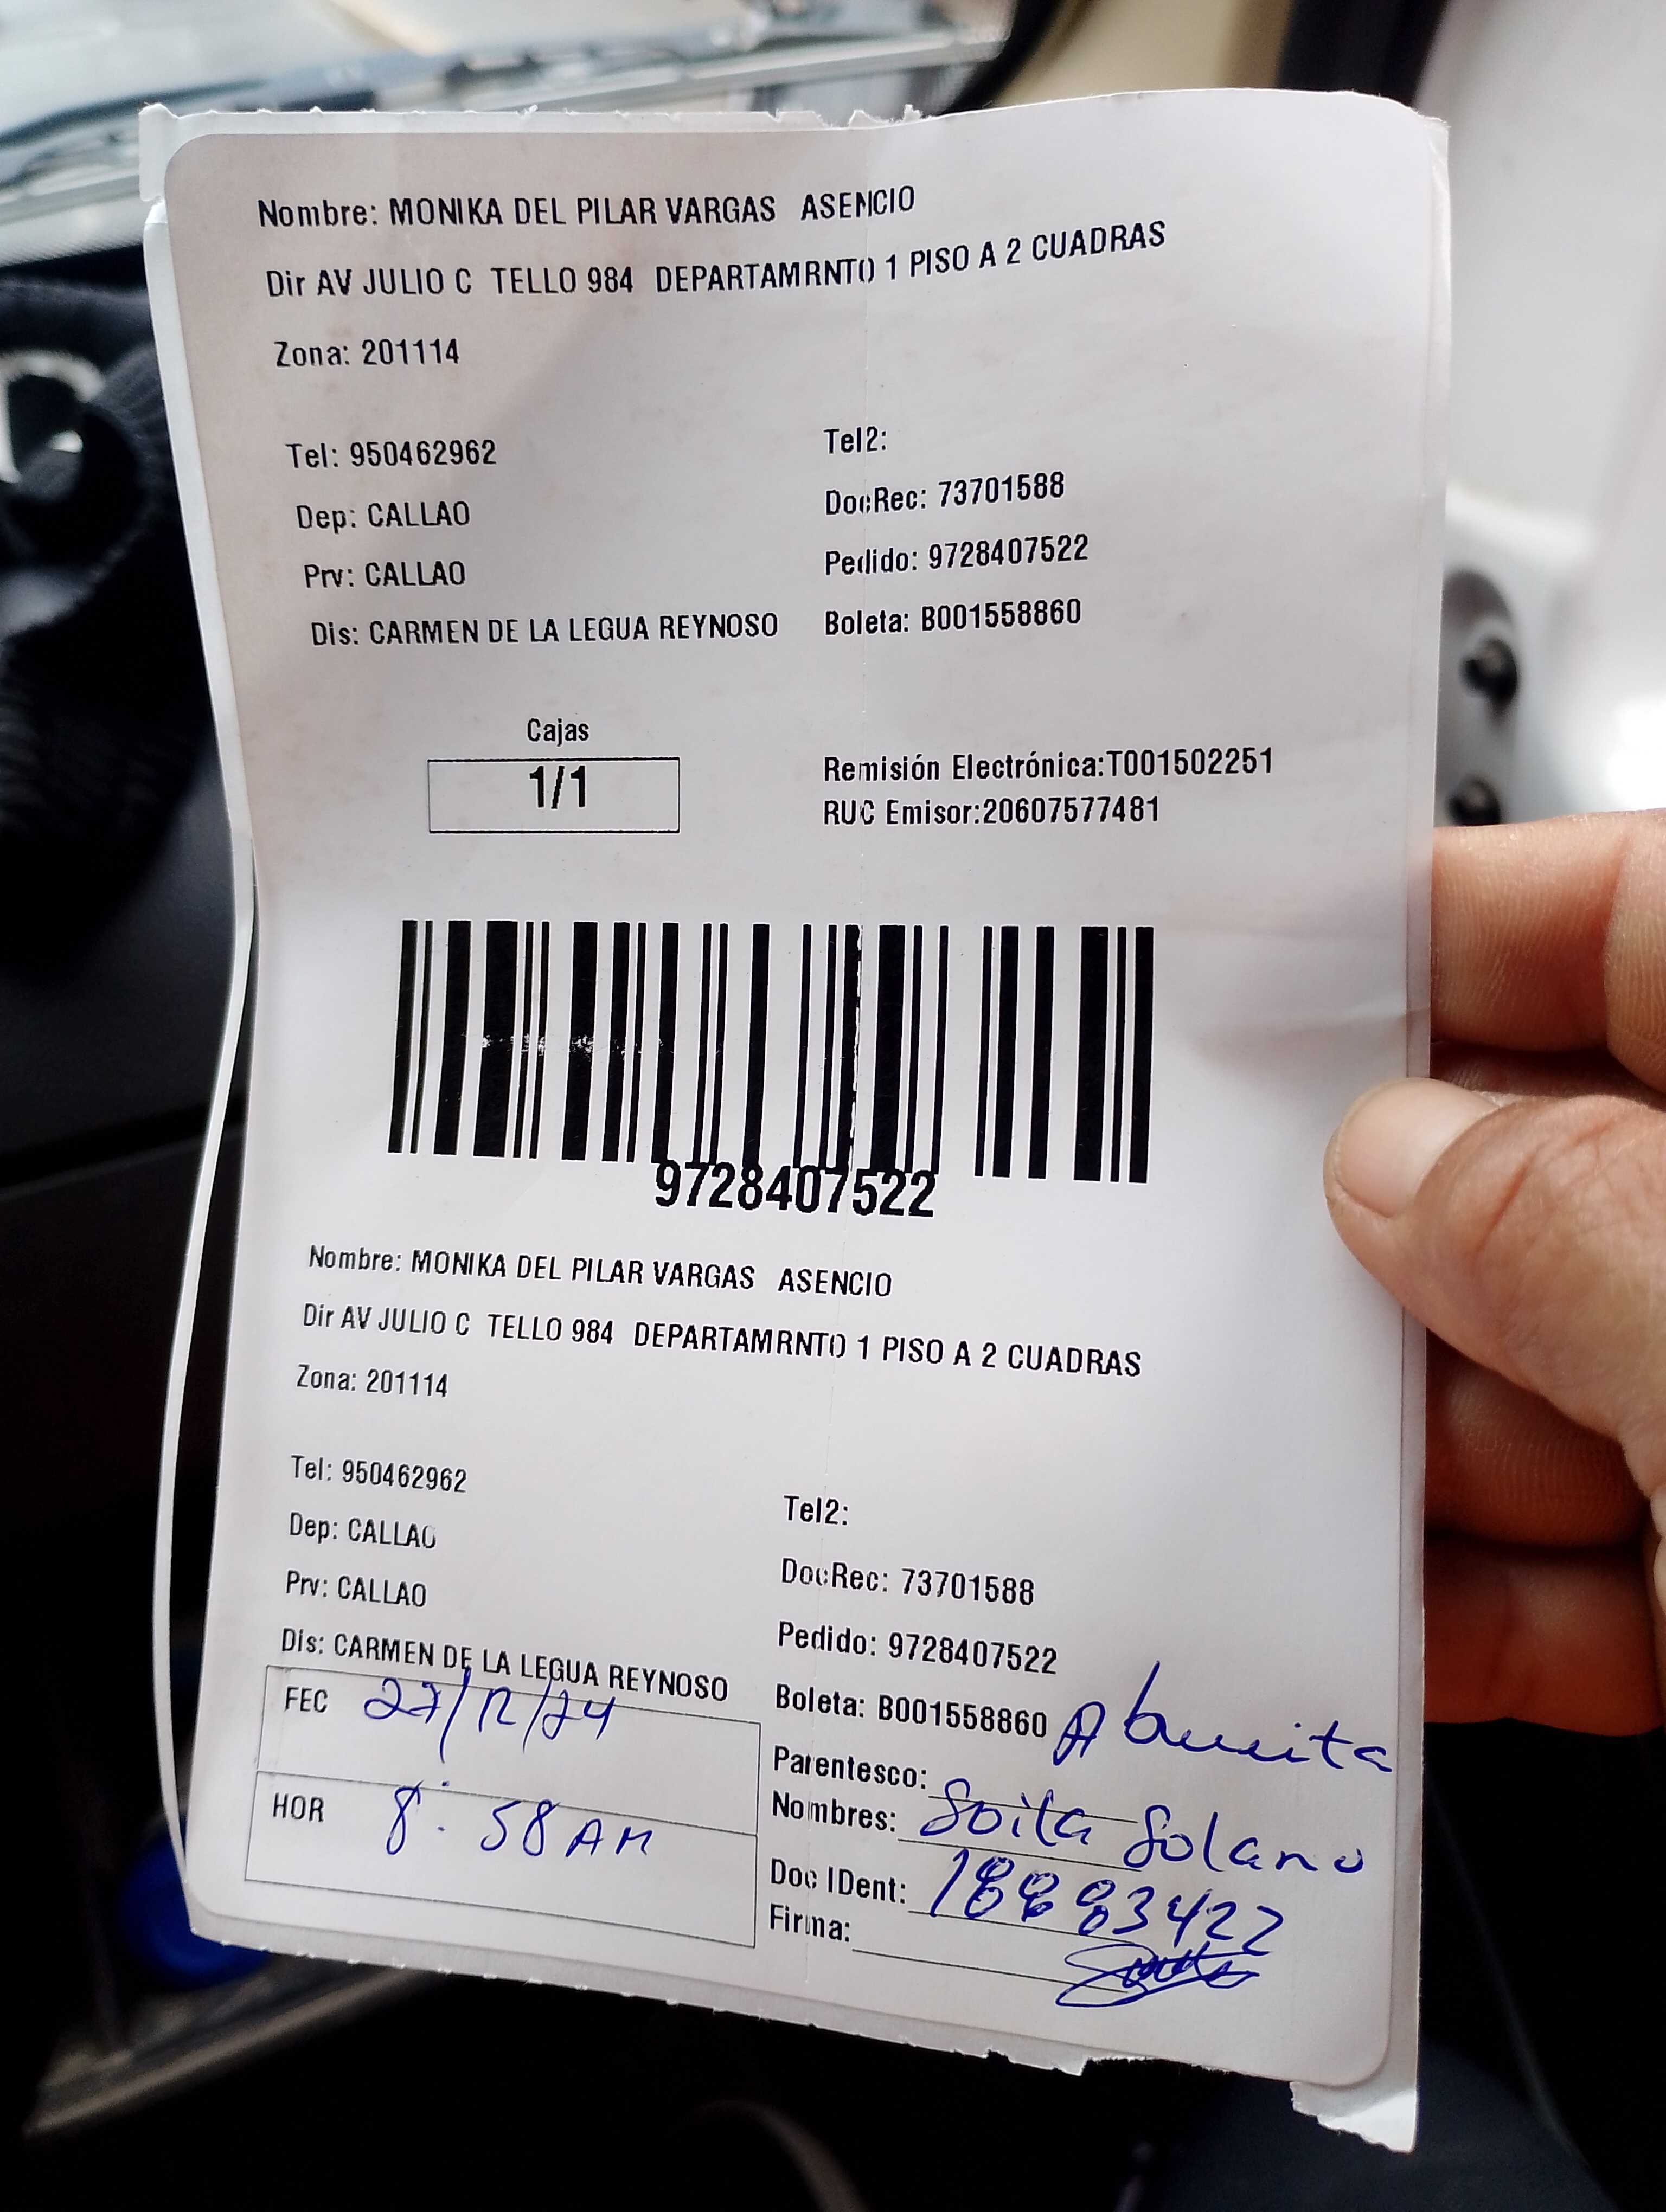 Nombre: MONIKA DEL PILAR VARGAS ASENCIO
Dir AV JULIO C TELLO 984 DEPARTAMRNTO 1 PISO A 2 CUADRAS
Zona: 201114
Tel: 950462962 Tel2:
Dep: CALLAO DocRec: 73701588
Prv: CALLAO Pedido: 9728407522
Dis: CARMEN DE LA LEGUA REYNOSO Boleta: B001558860
Cajas
1/1
Remisión Electrónica:T001502251
RUC Emisor:20607577481
9728407522
Nombre: MONIKA DEL PILAR VARGAS ASENCIO
Dir AV JULIO C TELLO 984 DEPARTAMRNTO 1 PISO A 2 CUADRAS
Zona: 201114
Tel: 950462962 Tel2:
Dep: CALLAO DocRec: 73701588
Prv: CALLAO Pedido: 9728407522
Dis: CARMEN DE LA LEGUA REYNOSO Boleta: B001558860
FEC 27/12/24
Parentesco: Abuelita
HOR 8:58 AM
Nombres: Soila Solano
Doc IDent:
Firma: